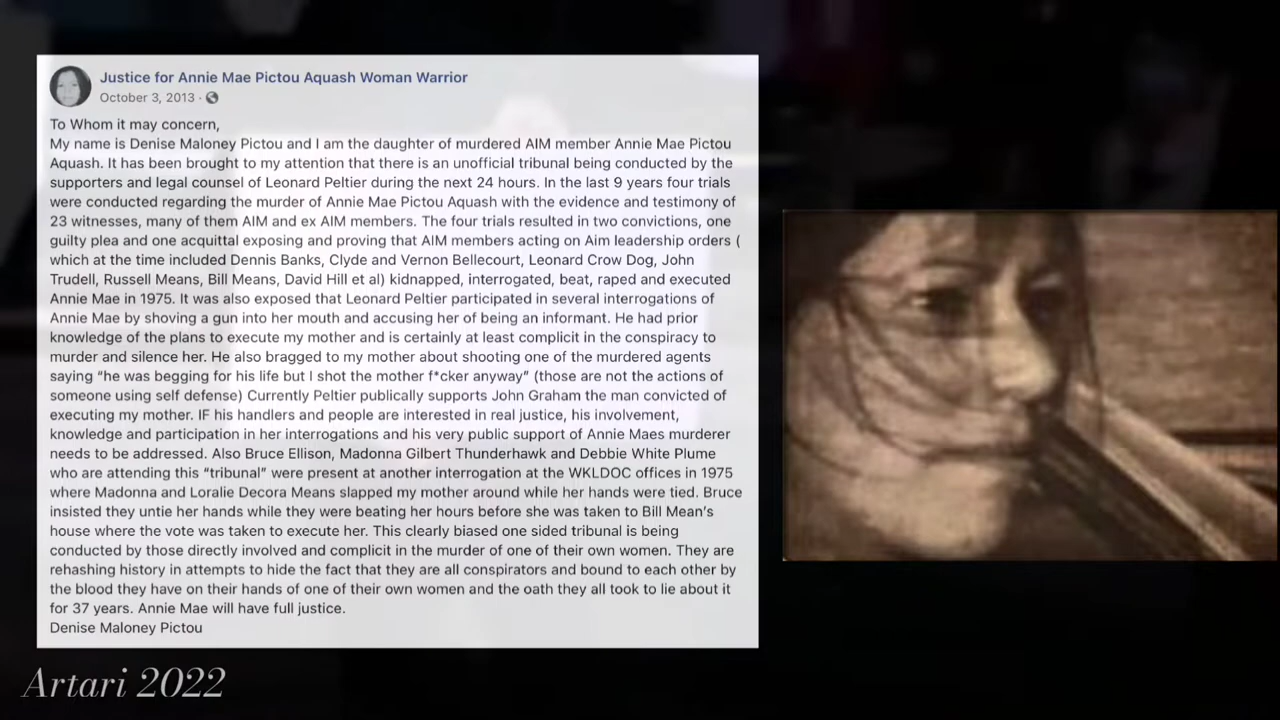 Justice for Annie Mae Pictou Aquash Woman Warrior
October 3, 2013 ·
To Whom it may concern,
My name is Denise Maloney Pictou and I am the daughter of murdered AIM member Annie Mae Pictou
Aquash. It has been brought to my attention that there is an unofficial tribunal being conducted by the
supporters and legal counsel of Leonard Peltier during the next 24 hours. In the last 9 years four trials
were conducted regarding the murder of Annie Mae Pictou Aquash with the evidence and testimony of
23 witnesses, many of them AIM and ex AIM members. The four trials resulted in two convictions, one
guilty plea and one acquittal exposing and proving that AIM members acting on Aim leadership orders (
which at the time included Dennis Banks, Clyde and Vernon Bellecourt, Leonard Crow Dog, John
Trudell, Russell Means, Bill Means, David Hill et al) kidnapped, interrogated, beat, raped and executed
Annie Mae in 1975. It was also exposed that Leonard Peltier participated in several interrogations of
Annie Mae by shoving a gun into her mouth and accusing her of being an informant. He had prior
knowledge of the plans to execute my mother and is certainly at least complicit in the conspiracy to
murder and silence her. He also bragged to my mother about shooting one of the murdered agents
saying “he was begging for his life but I shot the mother f*cker anyway” (those are not the actions of
someone using self defense) Currently Peltier publically supports John Graham the man convicted of
executing my mother. IF his handlers and people are interested in real justice, his involvement,
knowledge and participation in her interrogations and his very public support of Annie Maes murderer
needs to be addressed. Also Bruce Ellison, Madonna Gilbert Thunderhawk and Debbie White Plume
who are attending this “tribunal” were present at another interrogation at the WKLDOC offices in 1975
where Madonna and Loralie Decora Means slapped my mother around while her hands were tied. Bruce
insisted they untie her hands while they were beating her hours before she was taken to Bill Mean’s
house where the vote was taken to execute her. This clearly biased one sided tribunal is being
conducted by those directly involved and complicit in the murder of one of their own women. They are
rehashing history in attempts to hide the fact that they are all conspirators and bound to each other by
the blood they have on their hands of one of their own women and the oath they all took to lie about it
for 37 years. Annie Mae will have full justice.
Denise Maloney Pictou
Artari 2022